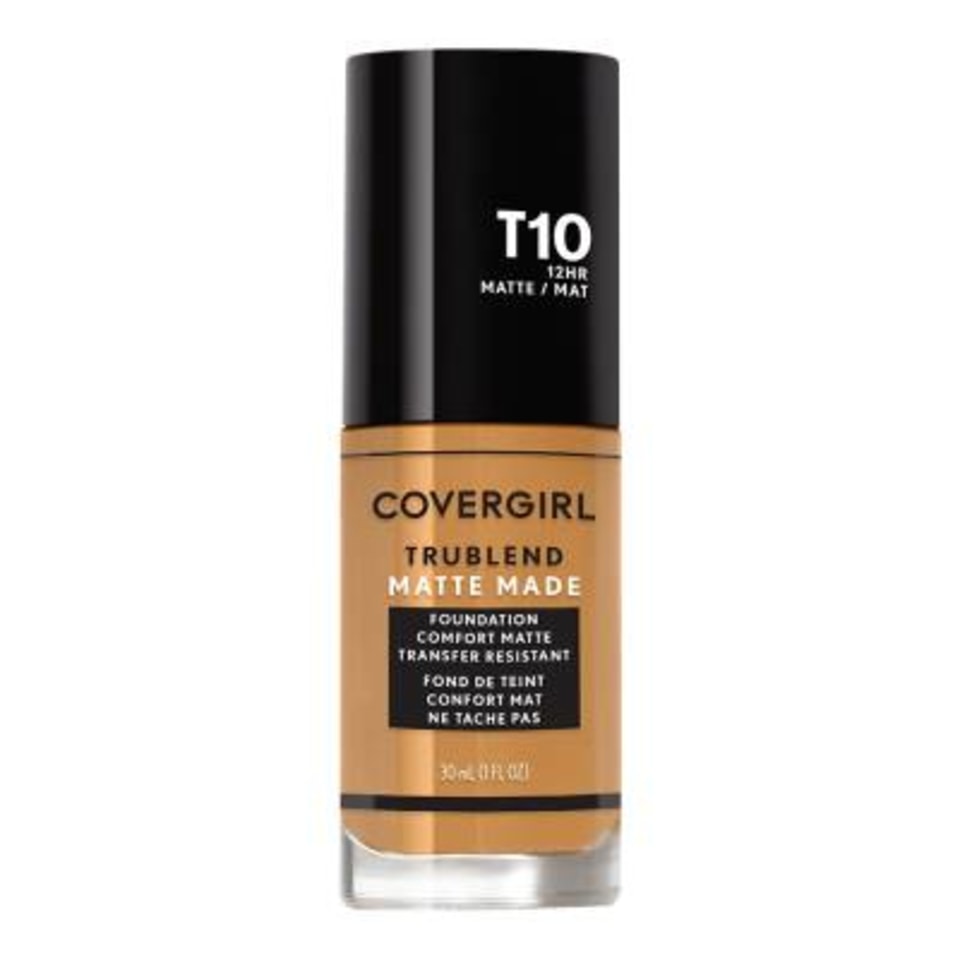 T10
12HR
MATTE / MAT
COVERGIRL
TRUBLEND
MATTE MADE
FOUNDATION
COMFORT MATTE
TRANSFER RESISTANT
FOND DE TEINT
CONFORT MAT
NE TACHE PAS
30 mL (1 FL OZ)